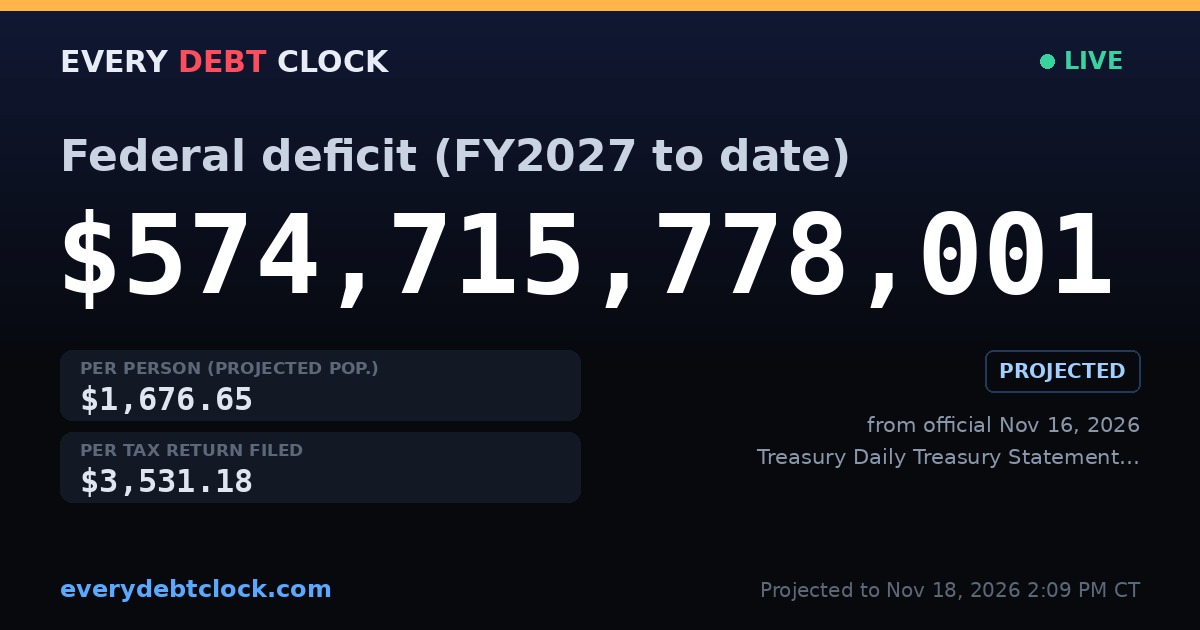 EVERY DEBT CLOCK
LIVE
Federal deficit (FY2027 to date)
$574,715,778,001
PER PERSON (PROJECTED POP.)
$1,676.65
PER TAX RETURN FILED
$3,531.18
PROJECTED
from official Nov 16, 2026
Treasury Daily Treasury Statement…
everydebtclock.com
Projected to Nov 18, 2026 2:09 PM CT